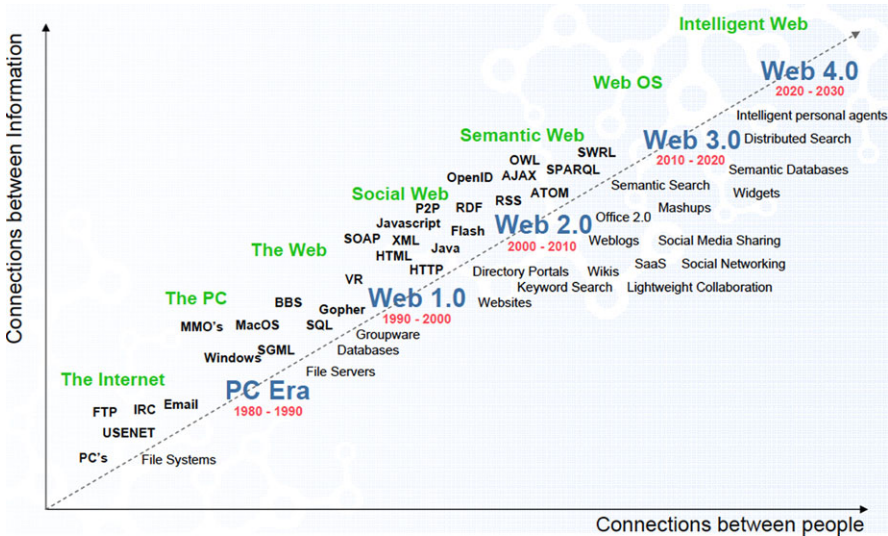 Intelligent Web
Web 4.0
2020 - 2030
Web OS
Intelligent personal agents
Semantic Web
Web 3.0
2010 - 2020
Distributed Search
SWRL
OWL
SPARQL
AJAX
OpenID
Semantic Databases
Semantic Search
Widgets
ATOM
Social Web
RSS
Mashups
P2P
RDF
Office 2.0
Javascript
Flash
Web 2.0
2000 - 2010
SOAP
XML
Java
HTML
Weblogs
Social Media Sharing
The Web
HTTP
SaaS
Social Networking
Directory Portals
Wikis
VR
Keyword Search
Lightweight Collaboration
The PC
BBS
Gopher
Web 1.0
1990 - 2000
Websites
MMO's
MacOS
SQL
Groupware
Windows
SGML
Databases
File Servers
The Internet
PC Era
1980 - 1990
FTP
IRC
Email
USENET
PC's
File Systems
Connections between Information
Connections between people